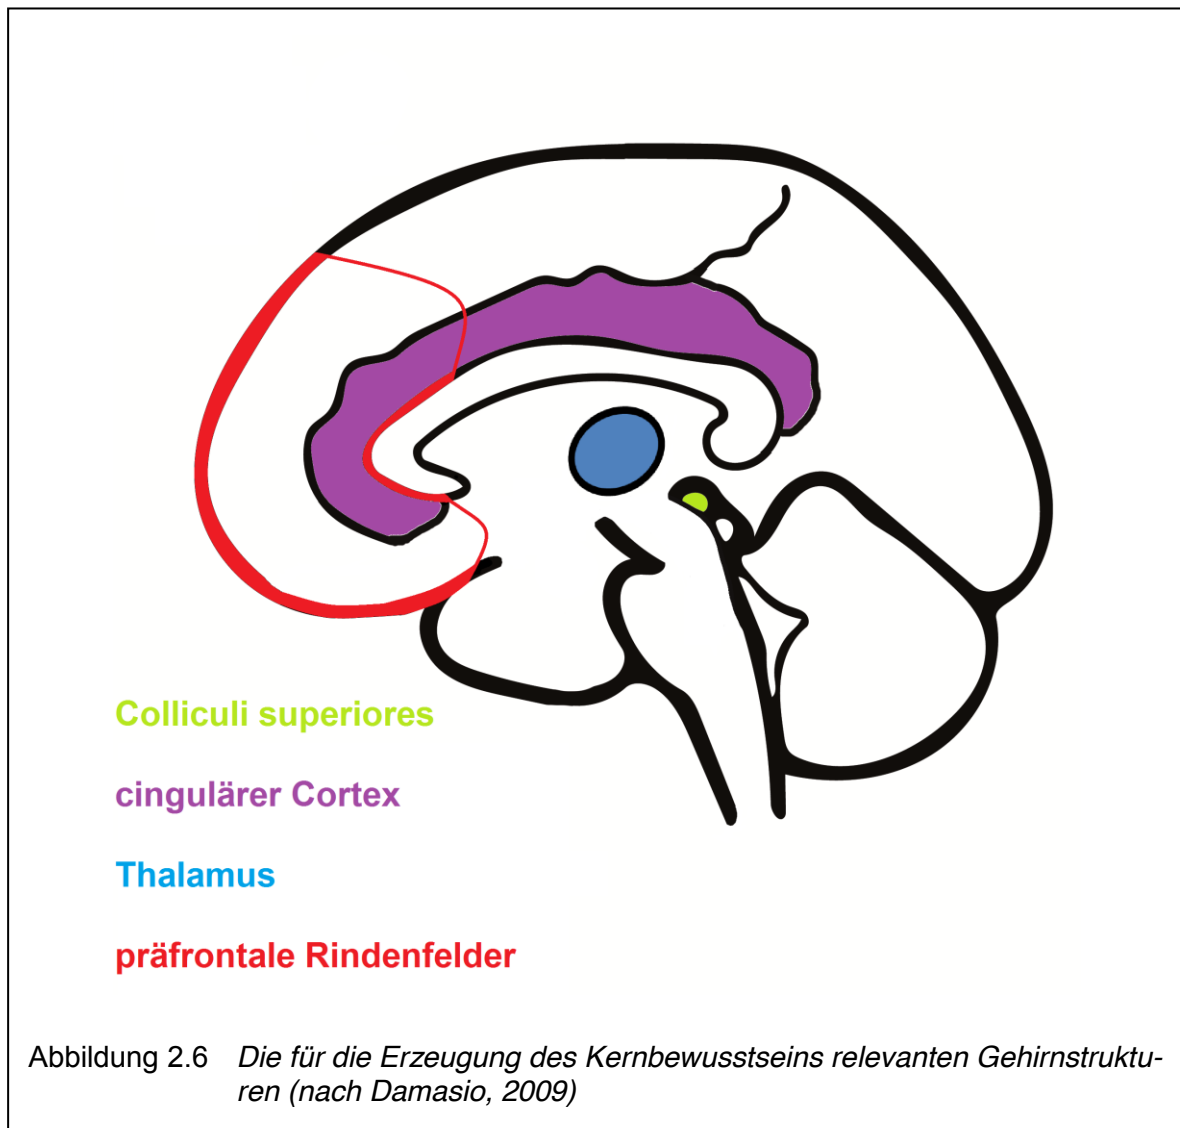 Colliculi superiores
cingulärer Cortex
Thalamus
präfrontale Rindenfelder
Abbildung 2.6 Die für die Erzeugung des Kernbewusstseins relevanten Gehirnstruktu-
ren (nach Damasio, 2009)